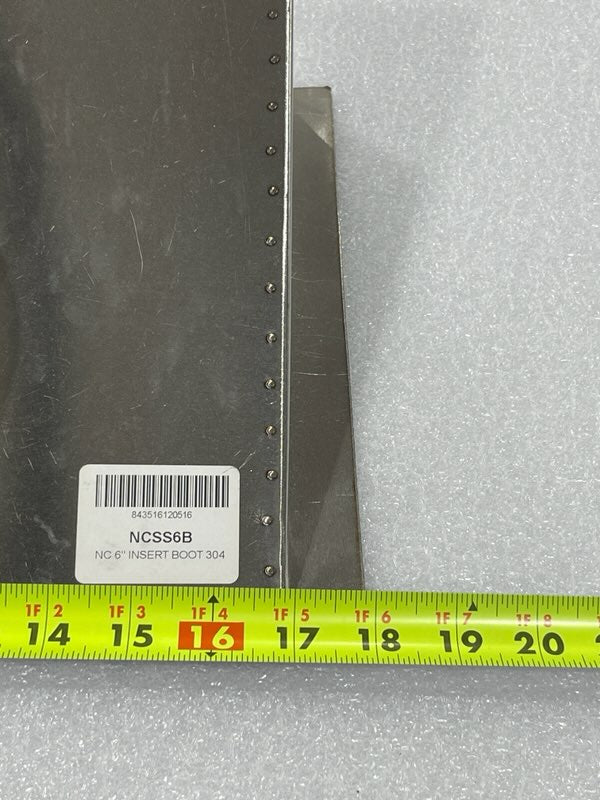 843516120516
NCSS6B
NC 6" INSERT BOOT 304
1F 2 1F 3 1F 4 1F 5 1F 6 1F 7 1F 8
14 15 16 17 18 19 20